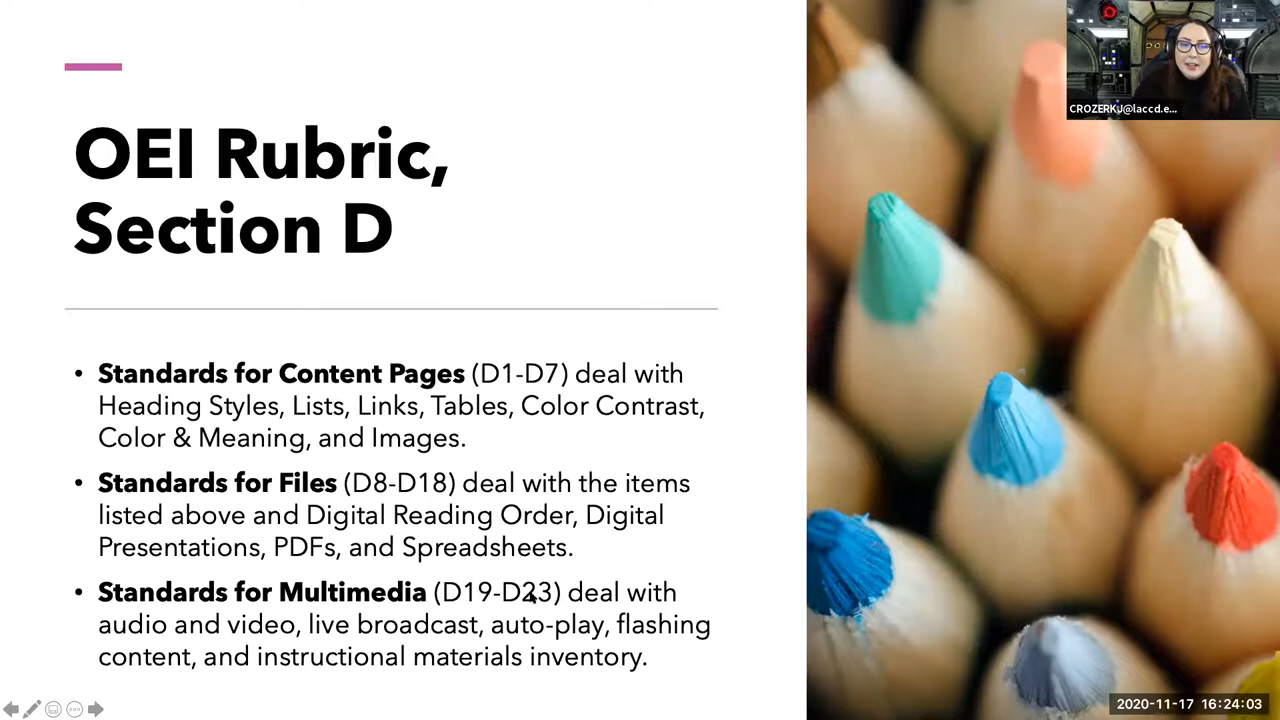 OEI Rubric,
Section D
• Standards for Content Pages (D1-D7) deal with
Heading Styles, Lists, Links, Tables, Color Contrast,
Color & Meaning, and Images.
• Standards for Files (D8-D18) deal with the items
listed above and Digital Reading Order, Digital
Presentations, PDFs, and Spreadsheets.
• Standards for Multimedia (D19-D23) deal with
audio and video, live broadcast, auto-play, flashing
content, and instructional materials inventory.
CROZERKJ@laccd.e...
2020-11-17 16:24:03